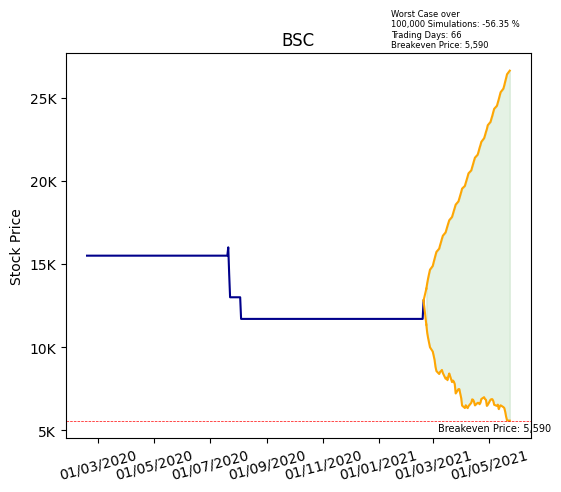 Worst Case over
100,000 Simulations: -56.35 %
Trading Days: 66
Breakeven Price: 5,590
BSC
Stock Price
25K
20K
15K
10K
5K
Breakeven Price: 5,590
01/03/2020
01/05/2020
01/07/2020
01/09/2020
01/11/2020
01/01/2021
01/03/2021
01/05/2021